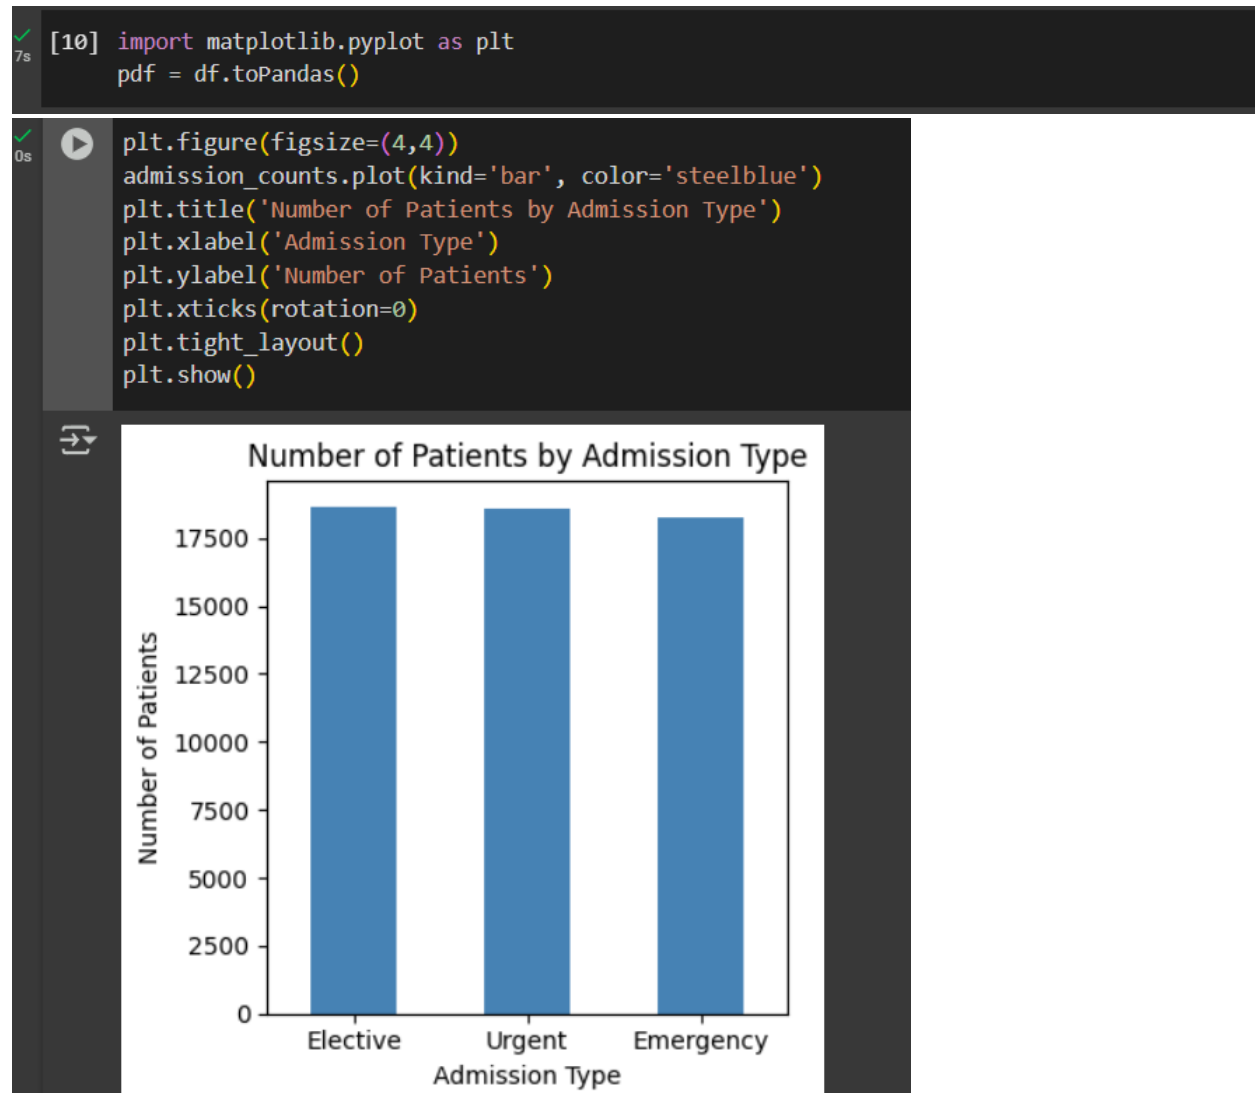 7s
[10] import matplotlib.pyplot as plt
pdf = df.toPandas()
0s
plt.figure(figsize=(4,4))
admission_counts.plot(kind='bar', color='steelblue')
plt.title('Number of Patients by Admission Type')
plt.xlabel('Admission Type')
plt.ylabel('Number of Patients')
plt.xticks(rotation=0)
plt.tight_layout()
plt.show()
Number of Patients by Admission Type
Number of Patients
17500
15000
12500
10000
7500
5000
2500
0
Elective Urgent Emergency
Admission Type